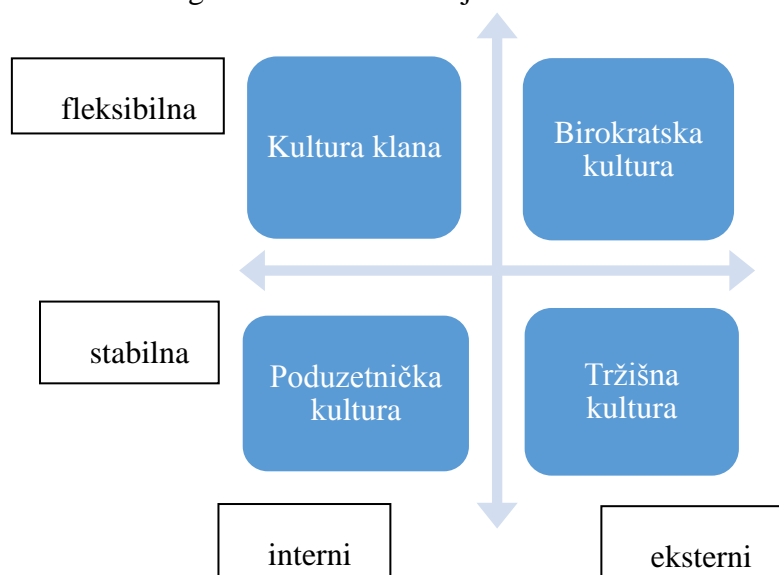 fleksibilna
Kultura klana
Birokratska
kultura
stabilna
Poduzetnička
kultura
Tržišna
kultura
interni
eksterni